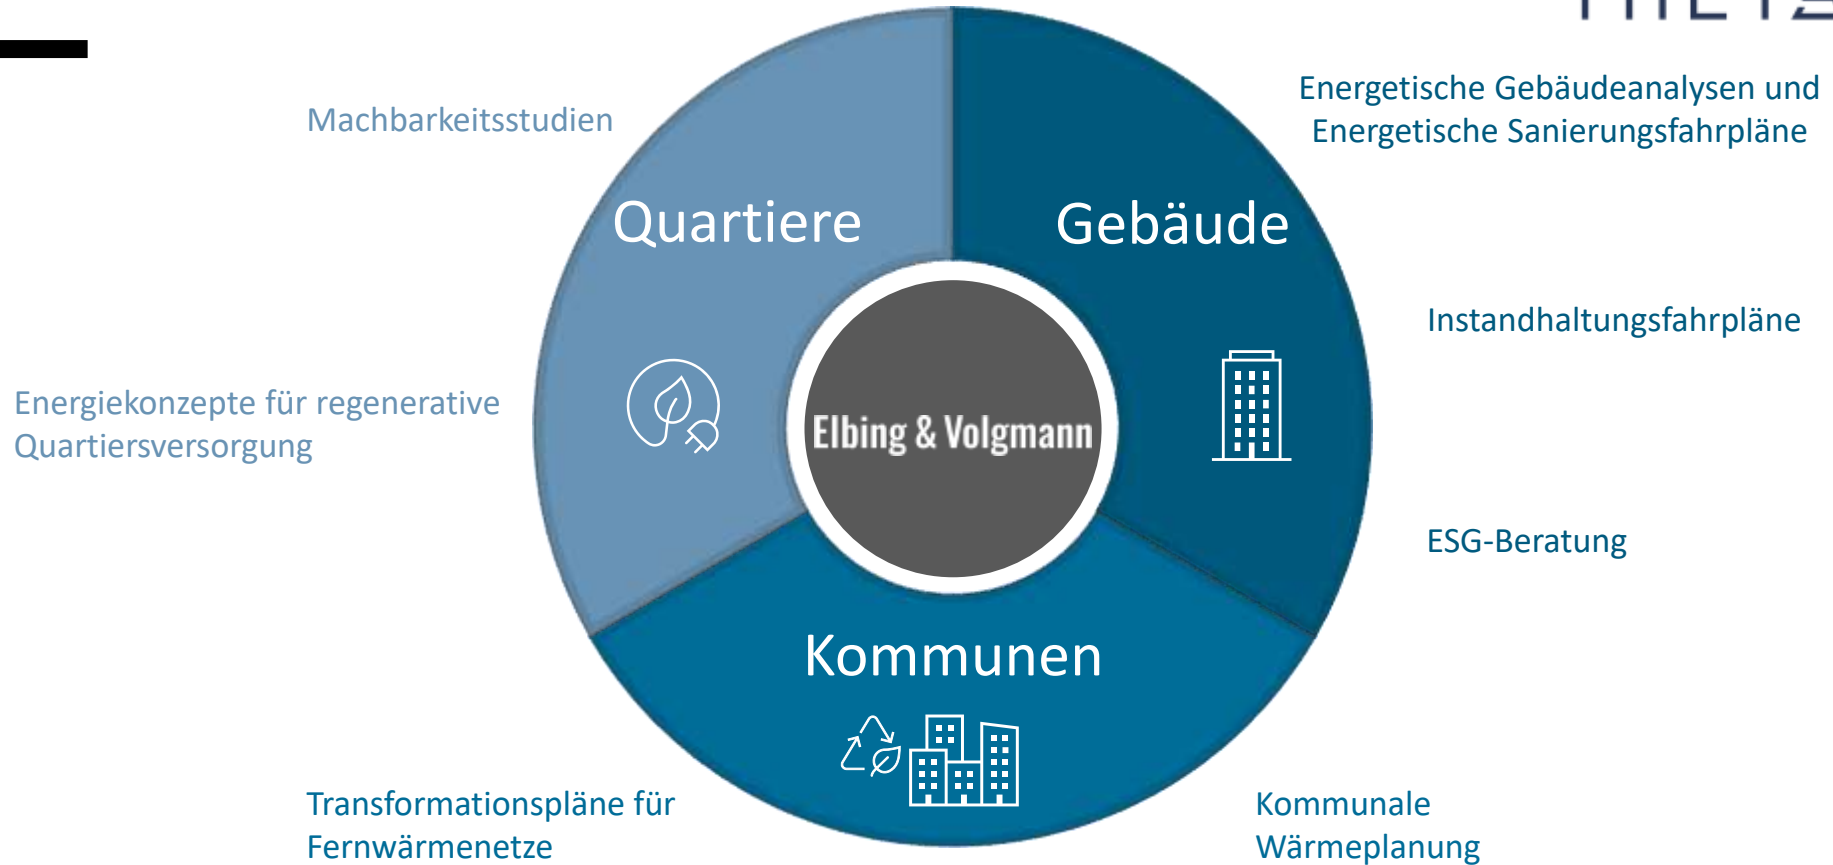 Machbarkeitsstudien
Energetische Gebäudeanalysen und
Energetische Sanierungsfahrpläne
Quartiere
Gebäude
Instandhaltungsfahrpläne
Energiekonzepte für regenerative
Quartiersversorgung
Elbing & Volgmann
ESG-Beratung
Kommunen
Transformationspläne für
Fernwärmenetze
Kommunale
Wärmeplanung